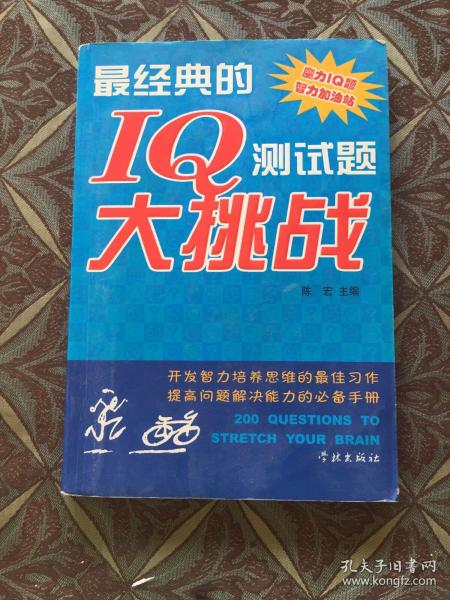 最经典的
魔力IQ题
智力加油站
IQ测试题
大挑战
陈 宏 主编
开发智力培养思维的最佳习作
提高问题解决能力的必备手册
200 QUESTIONS TO
STRETCH YOUR BRAIN
学林出版社
孔夫子旧书网
www.kongfz.com